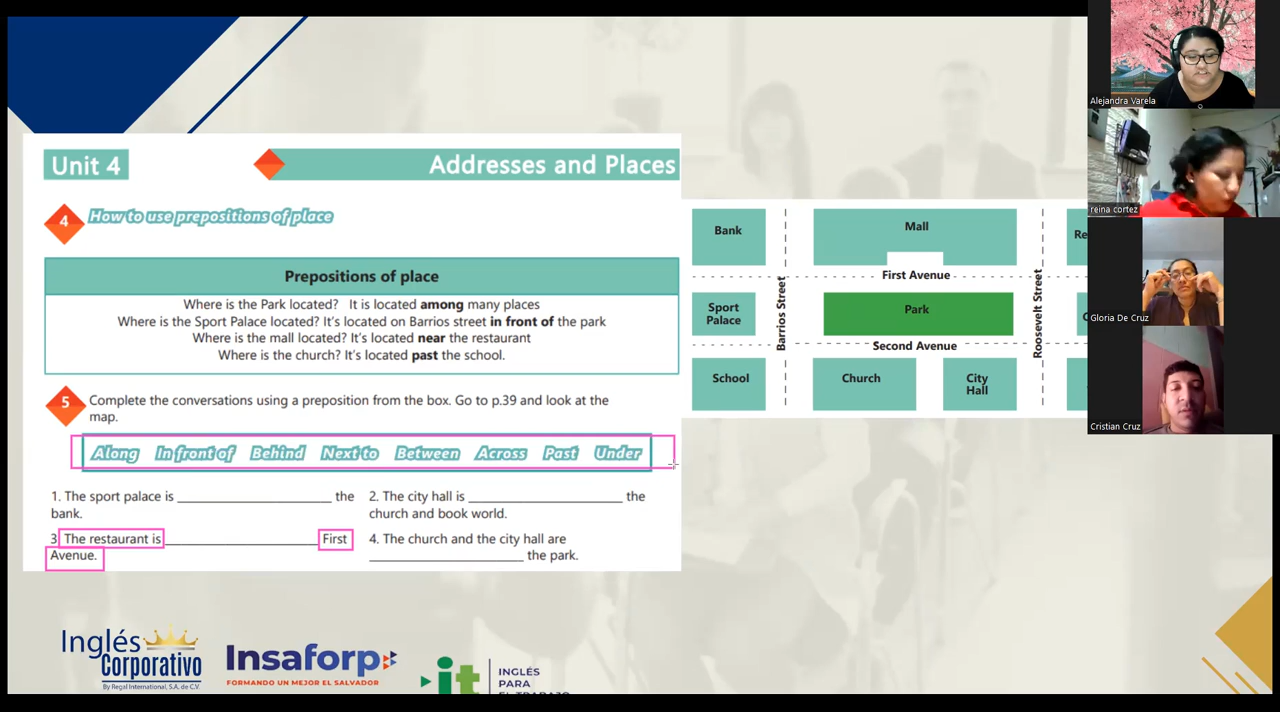 Unit 4
Addresses and Places
4
How to use prepositions of place
Prepositions of place
Where is the Park located? It is located among many places
Where is the Sport Palace located? It's located on Barrios street in front of the park
Where is the mall located? It's located near the restaurant
Where is the church? It's located past the school.
5
Complete the conversations using a preposition from the box. Go to p.39 and look at the
map.
Along In front of Behind Next to Between Across Past Under
1. The sport palace is ______________ the
bank.
2. The city hall is ______________ the
church and book world.
3 The restaurant is ______________ First
Avenue.
4. The church and the city hall are
______________ the park.
Bank
Mall
Re
First Avenue
Barrios Street
Roosevelt Street
Sport
Palace
Park
Second Avenue
School
Church
City
Hall
Alejandra Varela
reina cortez
Gloria De Cruz
Cristian Cruz
Inglés
Corporativo
By Regal International, S.A. de C.V.
Insaforp
FORMANDO UN MEJOR EL SALVADOR
it
INGLÉS
PARA